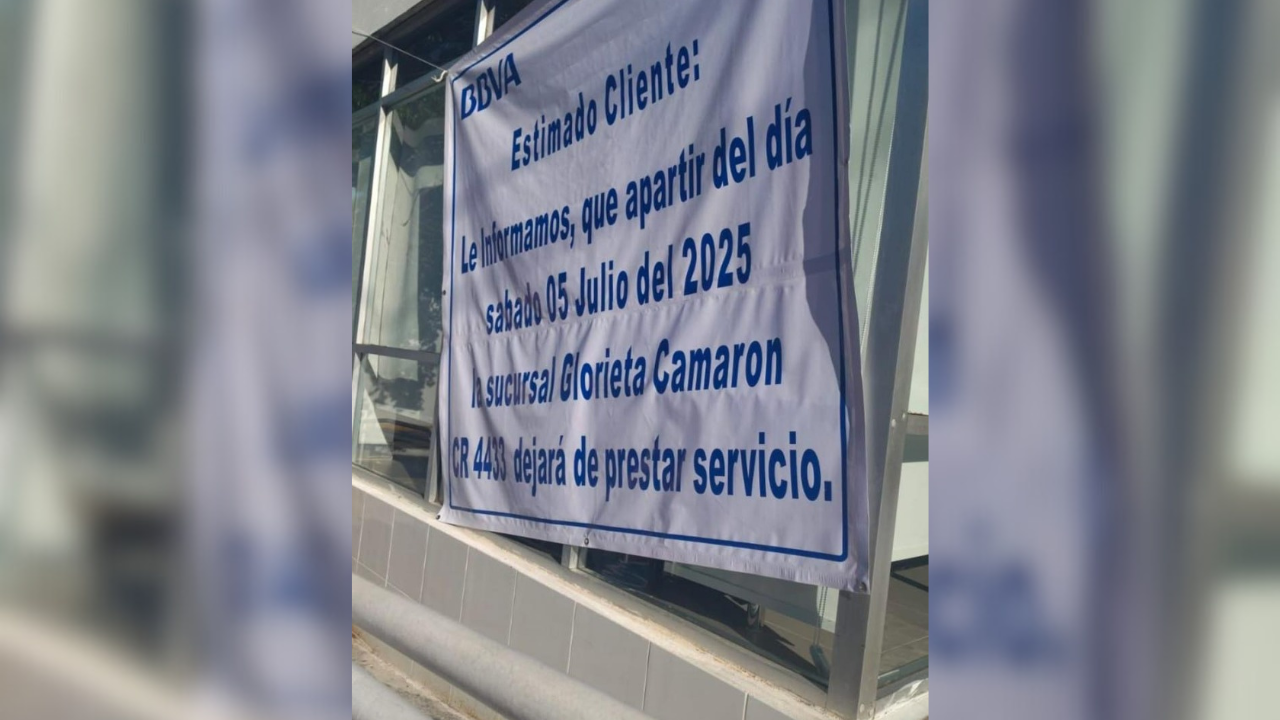 BBVA
Estimado Cliente:
Le Informamos, que apartir del día
sabado 05 Julio del 2025
la sucursal Glorieta Camaron
CR 4433 dejará de prestar servicio.